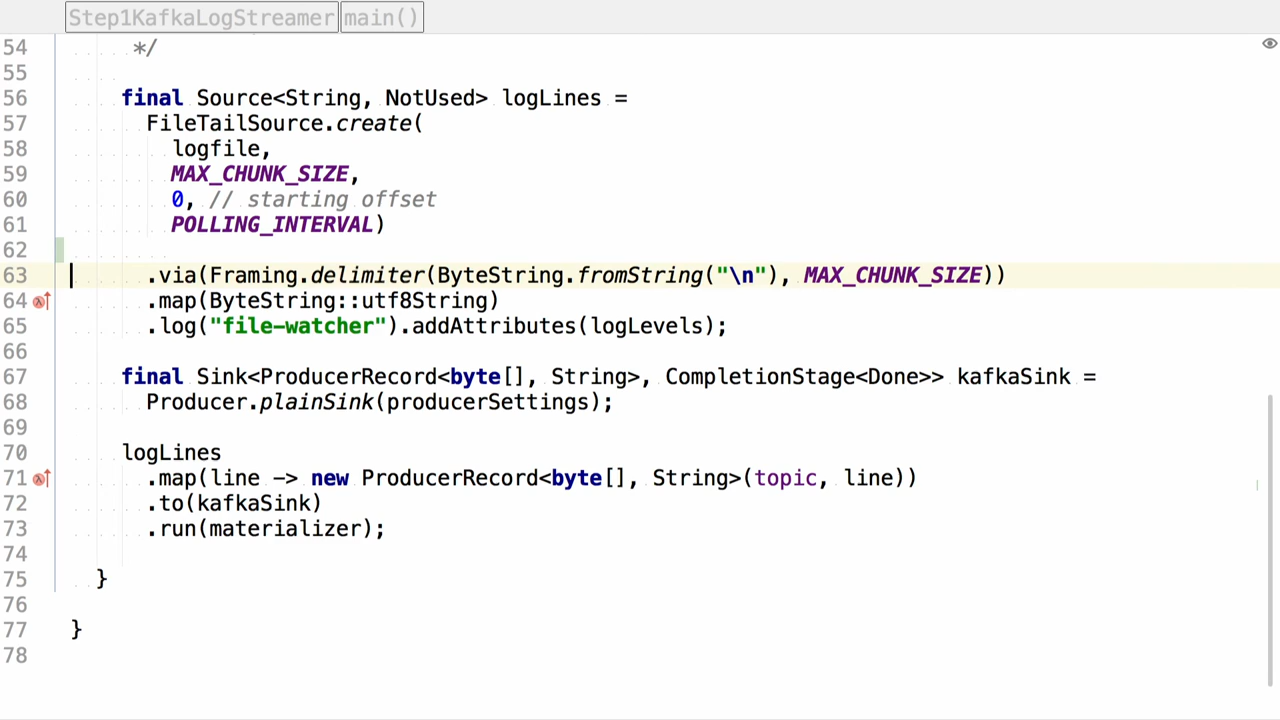 Step1KafkaLogStreamer main()
54 */
55
56 final Source<String, NotUsed> logLines =
57 FileTailSource.create(
58 logfile,
59 MAX_CHUNK_SIZE,
60 0, // starting offset
61 POLLING_INTERVAL)
62
63 .via(Framing.delimiter(ByteString.fromString("\n"), MAX_CHUNK_SIZE))
64 .map(ByteString::utf8String)
65 .log("file-watcher").addAttributes(logLevels);
66
67 final Sink<ProducerRecord<byte[], String>, CompletionStage<Done>> kafkaSink =
68 Producer.plainSink(producerSettings);
69
70 logLines
71 .map(line -> new ProducerRecord<byte[], String>(topic, line))
72 .to(kafkaSink)
73 .run(materializer);
74
75 }
76
77 }
78